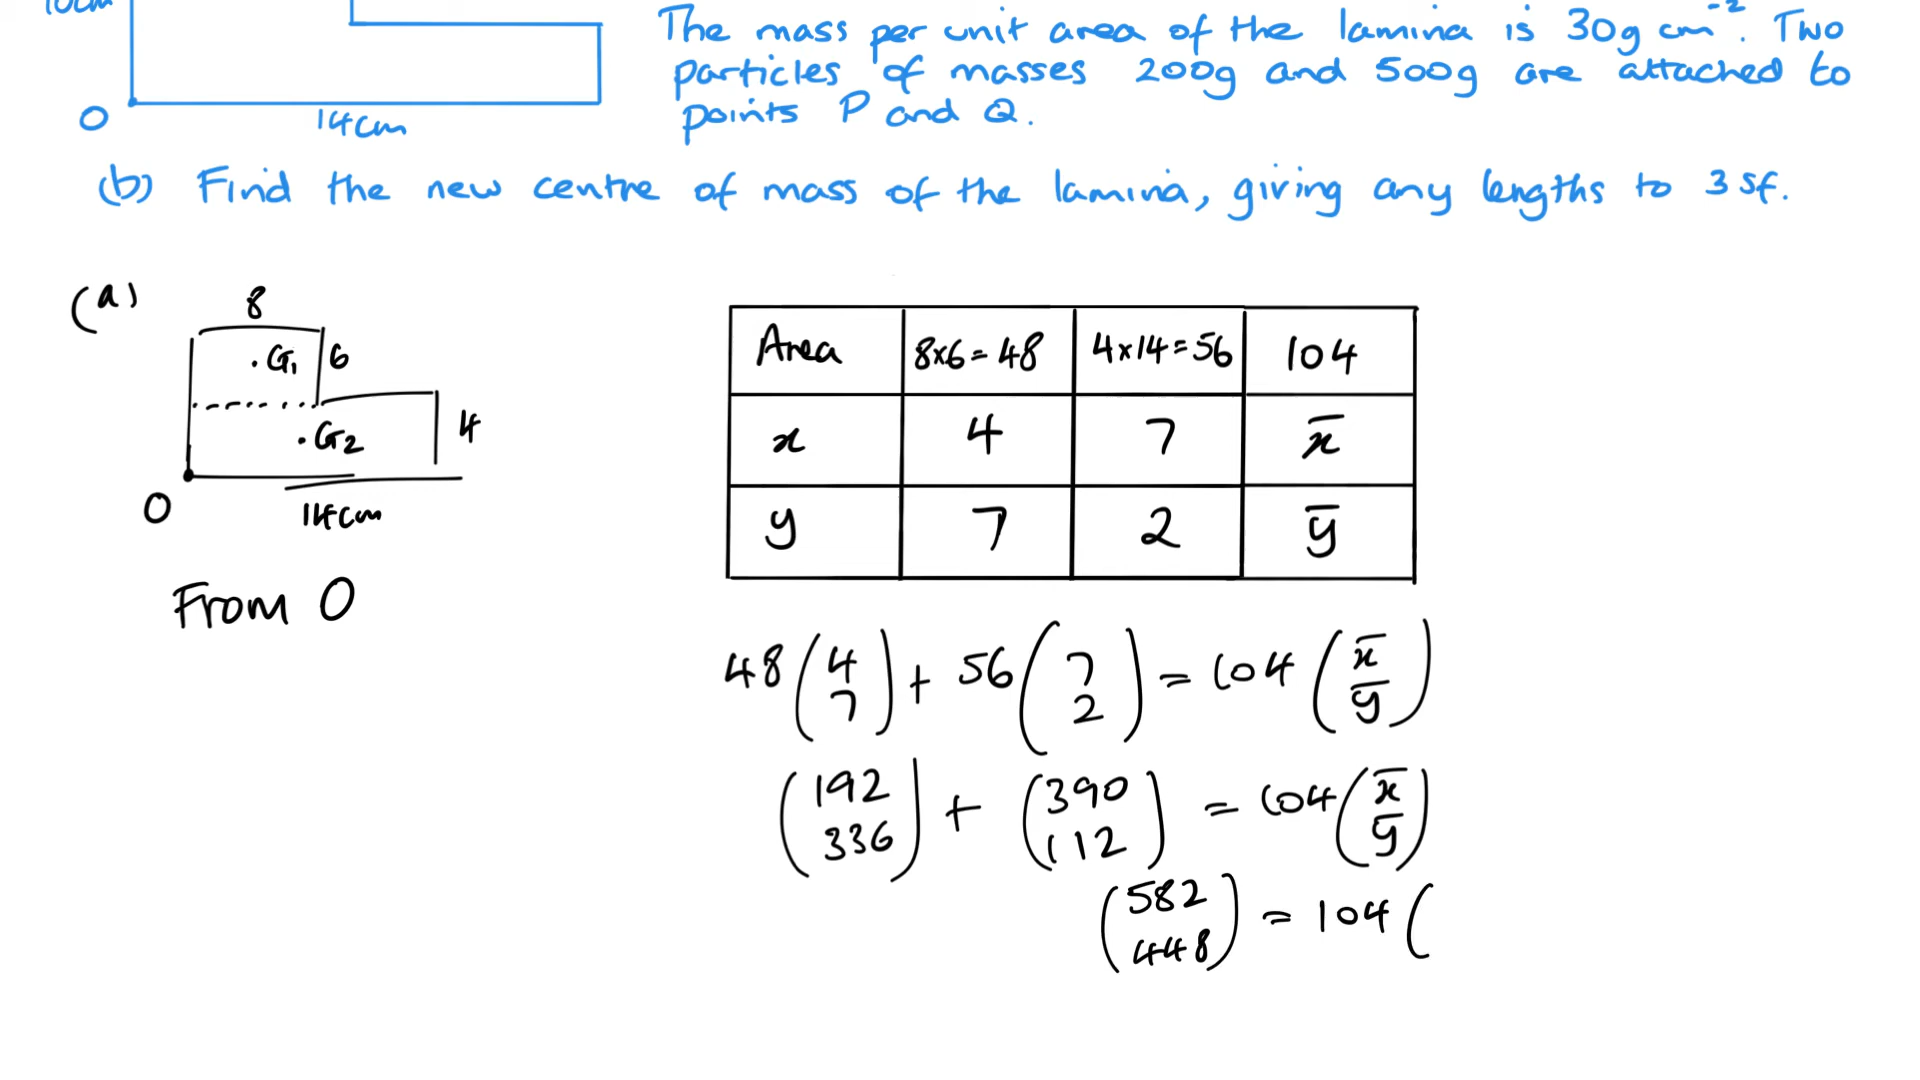 10cm
The mass per unit area of the lamina is 30g cm⁻². Two
particles of masses 200g and 500g are attached to
points P and Q.
O
14cm
(b) Find the new centre of mass of the lamina, giving any lengths to 3 sf.
(a)
8
.G₁ 6
.G₂ 4
O
14cm
From O
Area 8x6=48 4x14=56 104
x 4 7 x̄
y 7 2 ȳ
48(4 7) + 56(7 2) = 104(x̄ ȳ)
(192 336) + (390 112) = 104(x̄ ȳ)
(582 448) = 104(